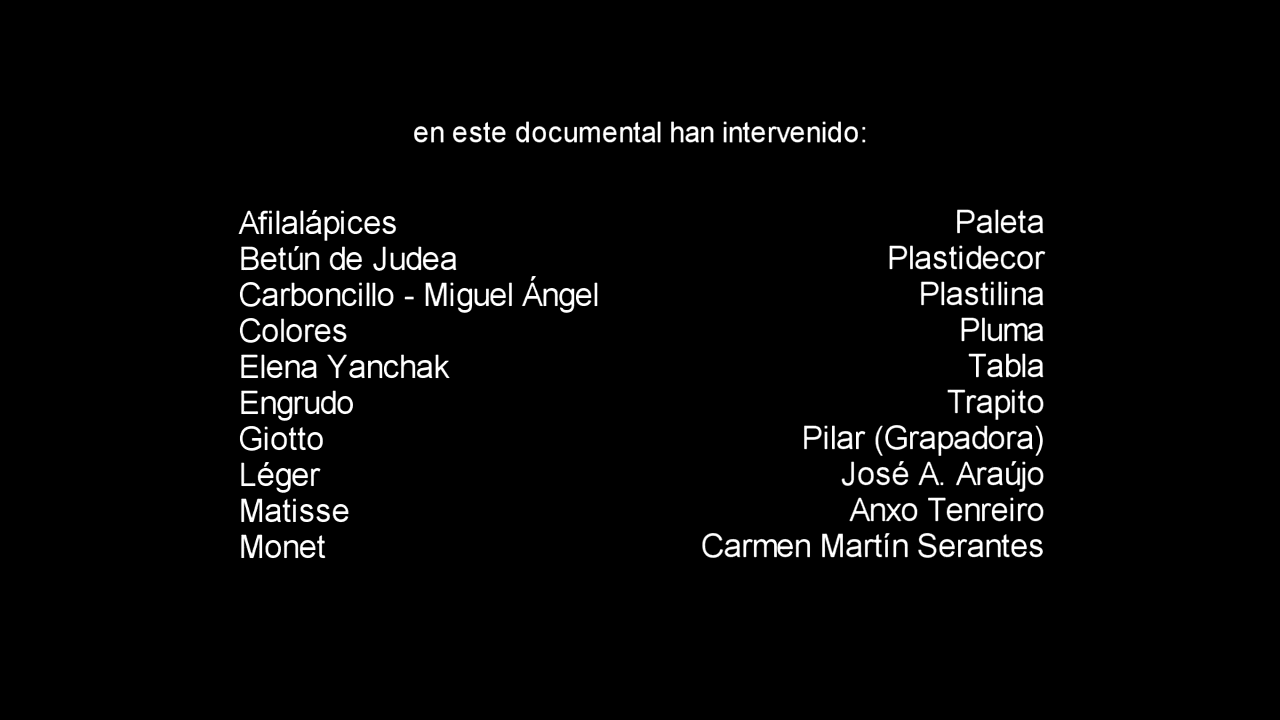 en este documental han intervenido:
Afilalápices
Betún de Judea
Carboncillo - Miguel Ángel
Colores
Elena Yanchak
Engrudo
Giotto
Léger
Matisse
Monet
Paleta
Plastidecor
Plastilina
Pluma
Tabla
Trapito
Pilar (Grapadora)
José A. Araújo
Anxo Tenreiro
Carmen Martín Serantes